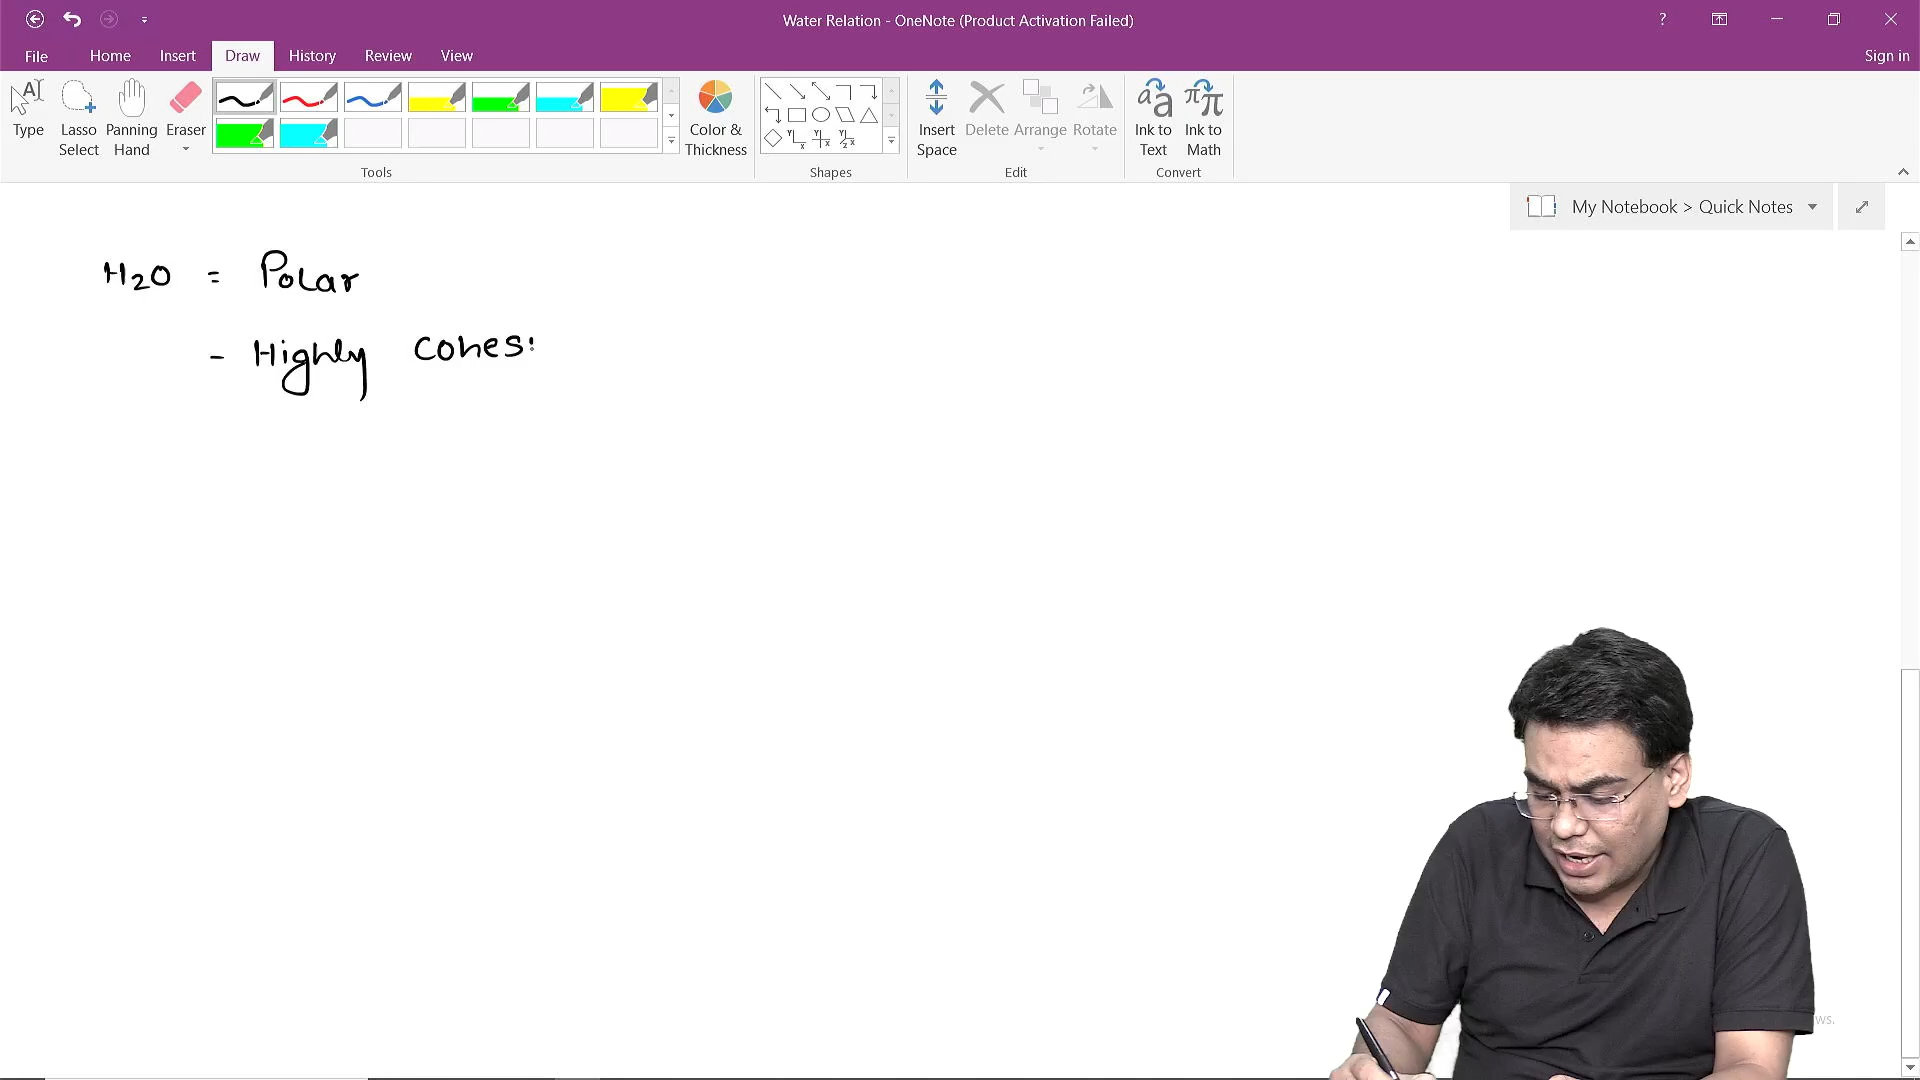 Water Relation - OneNote (Product Activation Failed)
?
File Home Insert Draw History Review View
Sign in
Type
Lasso Select
Panning Hand
Eraser
Color & Thickness
Insert Space
Delete
Arrange
Rotate
Ink to Text
Ink to Math
Tools
Shapes
Edit
Convert
My Notebook > Quick Notes
H2O = Polar
- Highly Cohesi
ws.